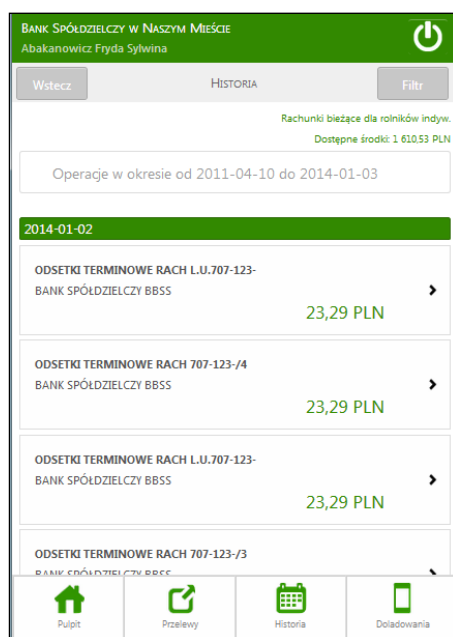 Bank Spółdzielczy w Naszym Mieście
Abakanowicz Fryda Sylwina
Wstecz
Historia
Filtr
Rachunki bieżące dla rolników indyw.
Dostępne środki: 1 610,53 PLN
Operacje w okresie od 2011-04-10 do 2014-01-03
2014-01-02
ODSETKI TERMINOWE RACH L.U.707-123-
BANK SPÓŁDZIELCZY BBSS
23,29 PLN
ODSETKI TERMINOWE RACH 707-123-/4
BANK SPÓŁDZIELCZY BBSS
23,29 PLN
ODSETKI TERMINOWE RACH L.U.707-123-
BANK SPÓŁDZIELCZY BBSS
23,29 PLN
ODSETKI TERMINOWE RACH 707-123-/3
BANK SPÓŁDZIELCZY BBSS
Pulpit
Przelewy
Historia
Doladowania